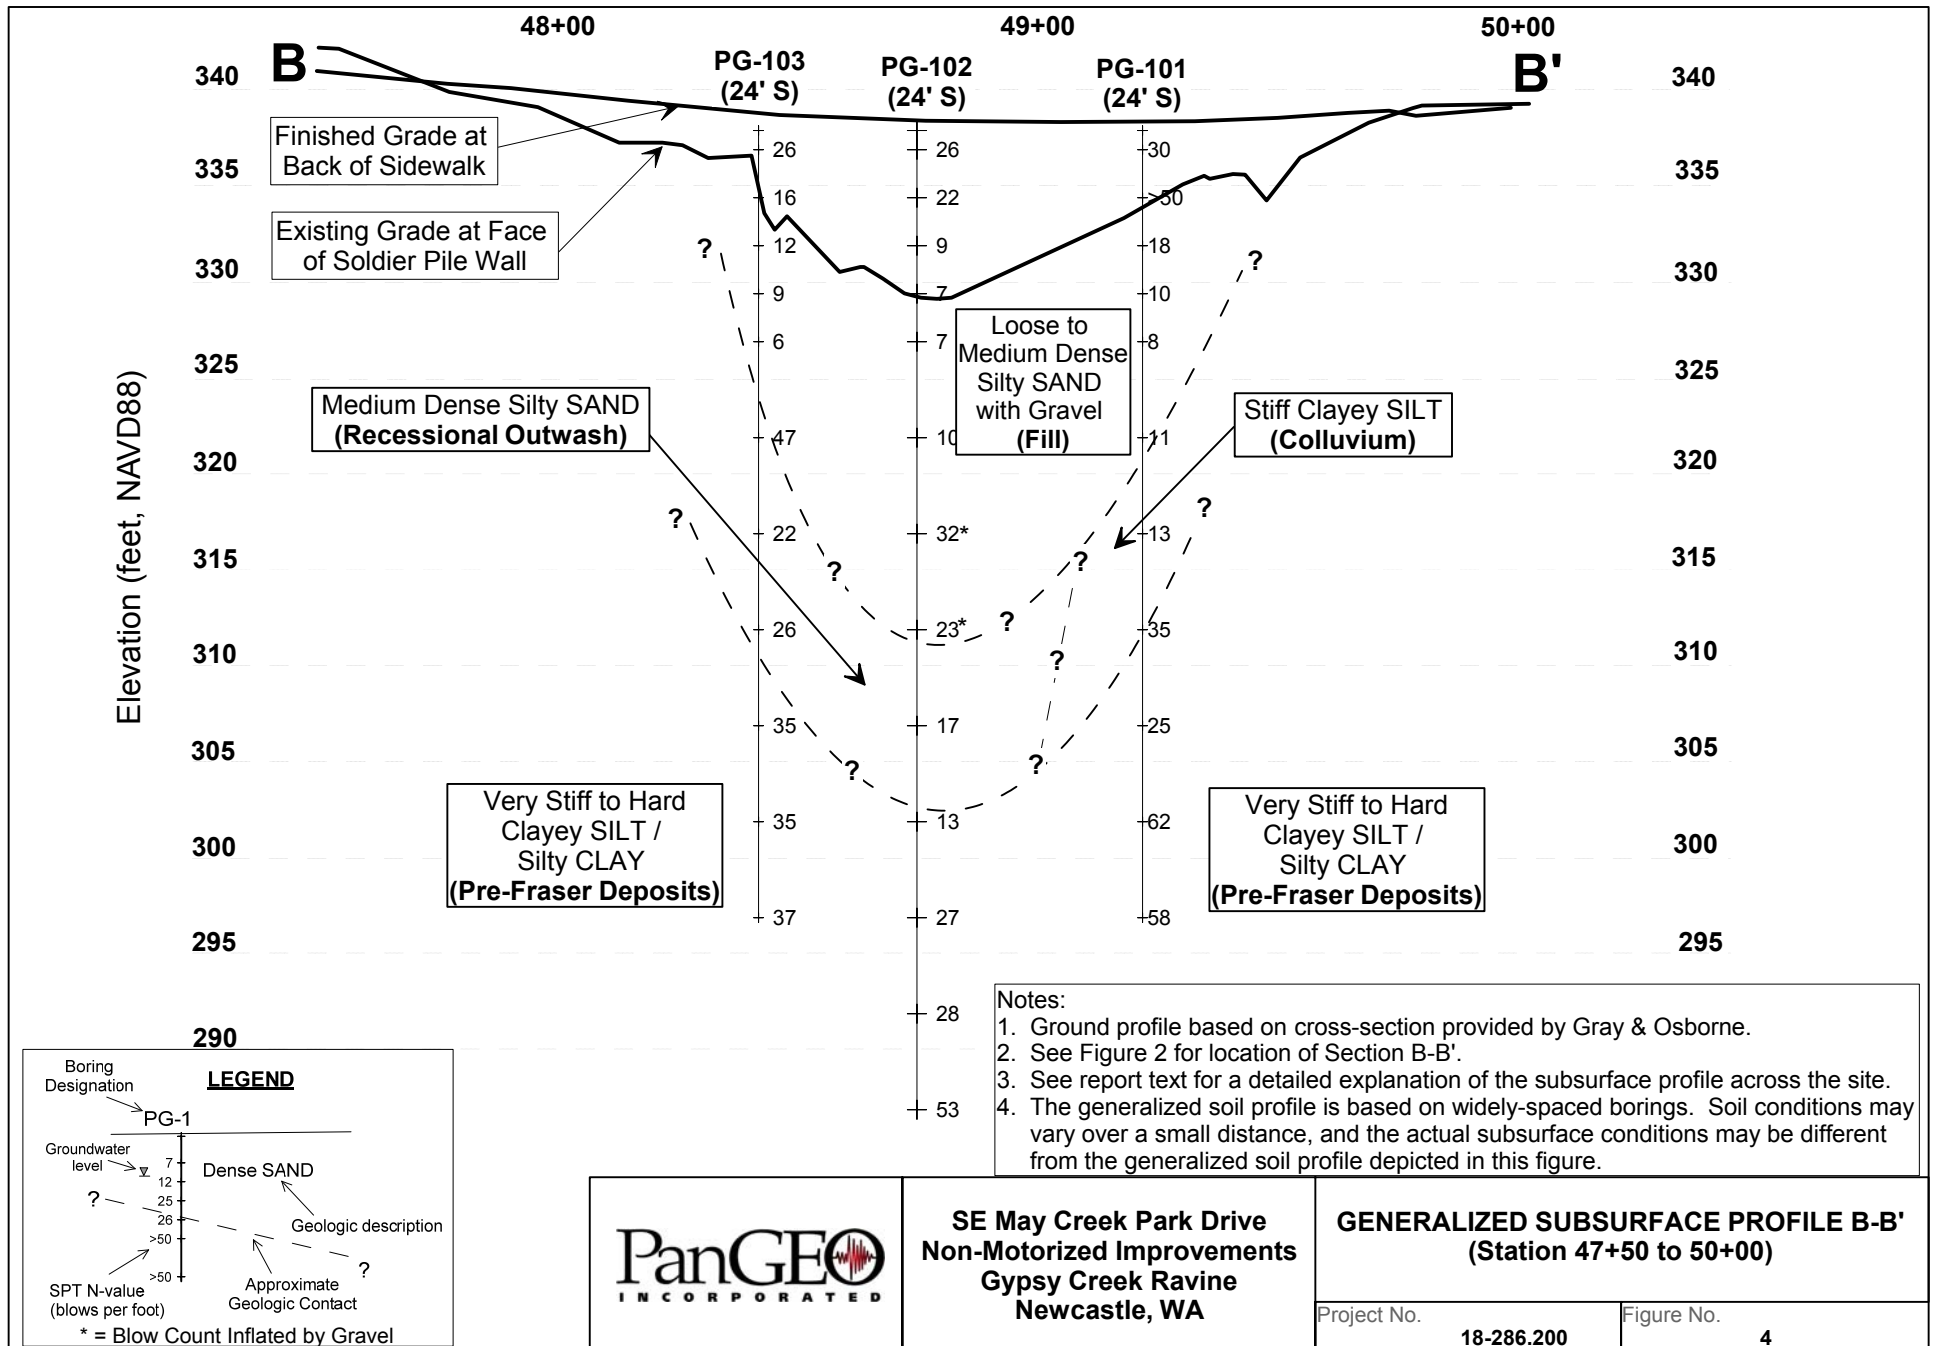 48+00 49+00 50+00
B
B'
PG-103
(24' S)
PG-102
(24' S)
PG-101
(24' S)
340
335
330
325
320
315
310
305
300
295
290
340
335
330
325
320
315
310
305
300
295
Elevation (feet, NAVD88)
Finished Grade at
Back of Sidewalk
Existing Grade at Face
of Soldier Pile Wall
Medium Dense Silty SAND
(Recessional Outwash)
Loose to
Medium Dense
Silty SAND
with Gravel
(Fill)
Stiff Clayey SILT
(Colluvium)
Very Stiff to Hard
Clayey SILT /
Silty CLAY
(Pre-Fraser Deposits)
Very Stiff to Hard
Clayey SILT /
Silty CLAY
(Pre-Fraser Deposits)
26
16
12
9
6
47
22
26
35
35
37
26
22
9
7
7
10
32*
23*
17
13
27
28
53
30
>50
18
10
8
11
13
35
25
62
58
?
?
?
?
?
?
?
?
?
?
Notes:
1. Ground profile based on cross-section provided by Gray & Osborne.
2. See Figure 2 for location of Section B-B'.
3. See report text for a detailed explanation of the subsurface profile across the site.
4. The generalized soil profile is based on widely-spaced borings. Soil conditions may
vary over a small distance, and the actual subsurface conditions may be different
from the generalized soil profile depicted in this figure.
LEGEND
Boring
Designation
PG-1
Groundwater
level
7
12
25
26
>50
>50
Dense SAND
Geologic description
?
?
SPT N-value
(blows per foot)
Approximate
Geologic Contact
* = Blow Count Inflated by Gravel
PanGEO
INCORPORATED
SE May Creek Park Drive
Non-Motorized Improvements
Gypsy Creek Ravine
Newcastle, WA
GENERALIZED SUBSURFACE PROFILE B-B'
(Station 47+50 to 50+00)
Project No.
18-286.200
Figure No.
4